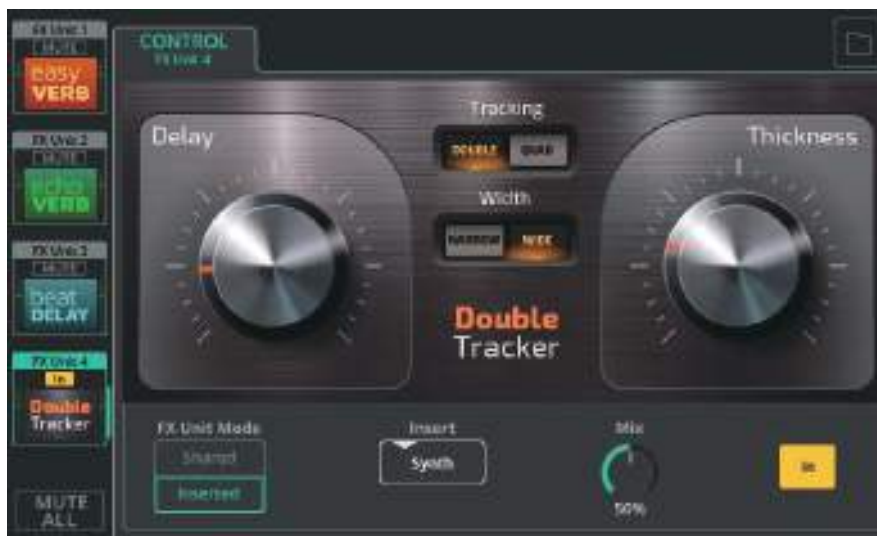 FX Unit 1
MUTE
easy
VERB
FX Unit 2
MUTE
echo
VERB
FX Unit 3
MUTE
beat
DELAY
FX Unit 4
In
Double
Tracker
MUTE
ALL
CONTROL
FX Unit 4
Delay
Tracking
DOUBLE QUAD
Width
NARROW WIDE
Double
Tracker
Thickness
FX Unit Mode
Shared
Inserted
Insert
Synth
Mix
50%
In